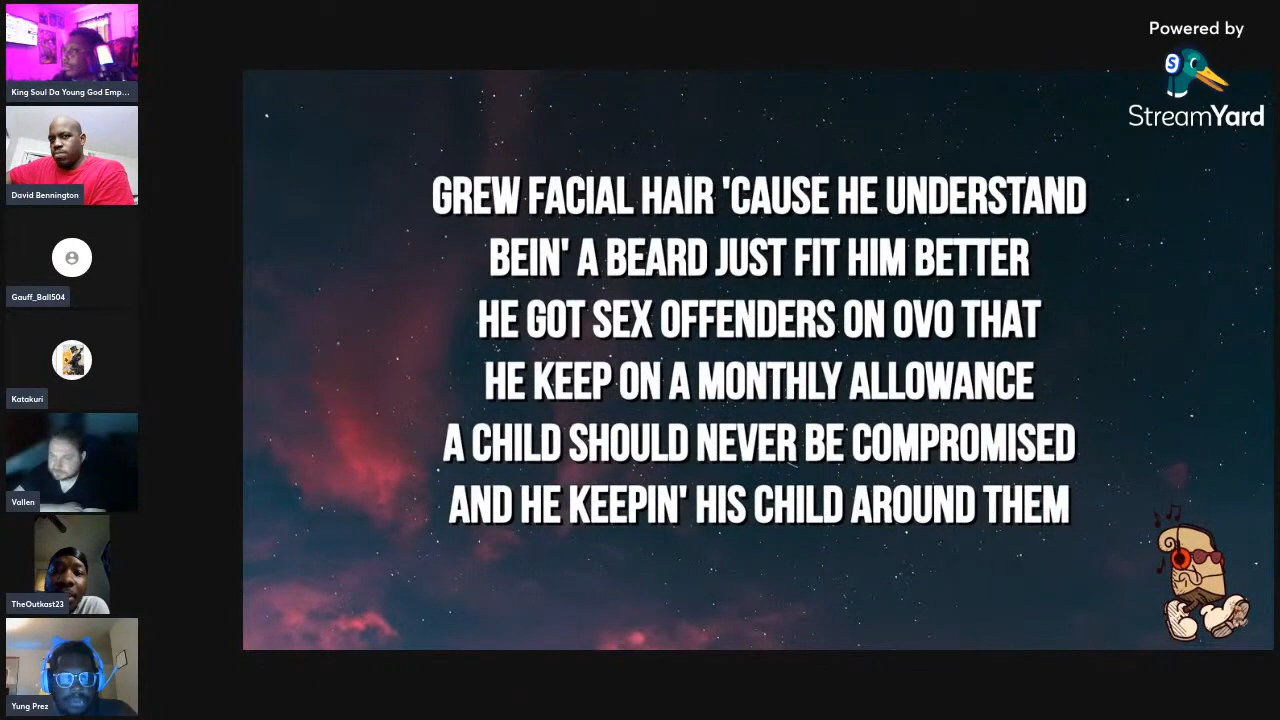 King Soul Da Young God Emp...
David Bennington
Gauff_Ball504
Katakuri
Vallen
TheOutkast23
Yung Prez
GREW FACIAL HAIR 'CAUSE HE UNDERSTAND
BEIN' A BEARD JUST FIT HIM BETTER
HE GOT SEX OFFENDERS ON OVO THAT
HE KEEP ON A MONTHLY ALLOWANCE
A CHILD SHOULD NEVER BE COMPROMISED
AND HE KEEPIN' HIS CHILD AROUND THEM
Powered by
S
StreamYard